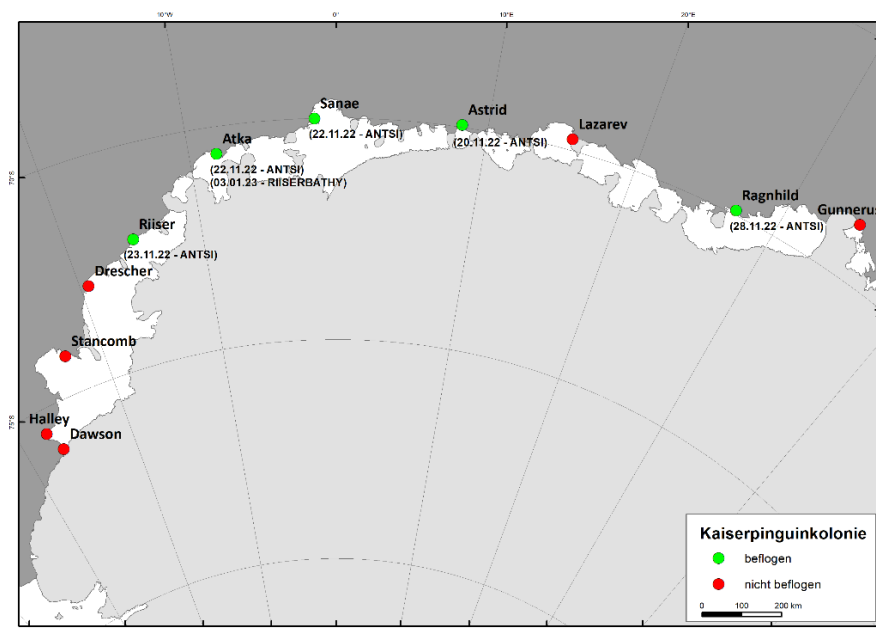 10°W
0°
10°E
20°E
70°S
75°S
Sanae
(22.11.22 - ANTSI)
Astrid
(20.11.22 - ANTSI)
Lazarev
Atka
(22.11.22 - ANTSI)
(03.01.23 - RIISERBATHY)
Ragnhild
(28.11.22 - ANTSI)
Gunnerus
Riiser
(23.11.22 - ANTSI)
Drescher
Stancomb
Halley
Dawson
Kaiserpinguinkolonie
beflogen
nicht beflogen
0 100 200 km